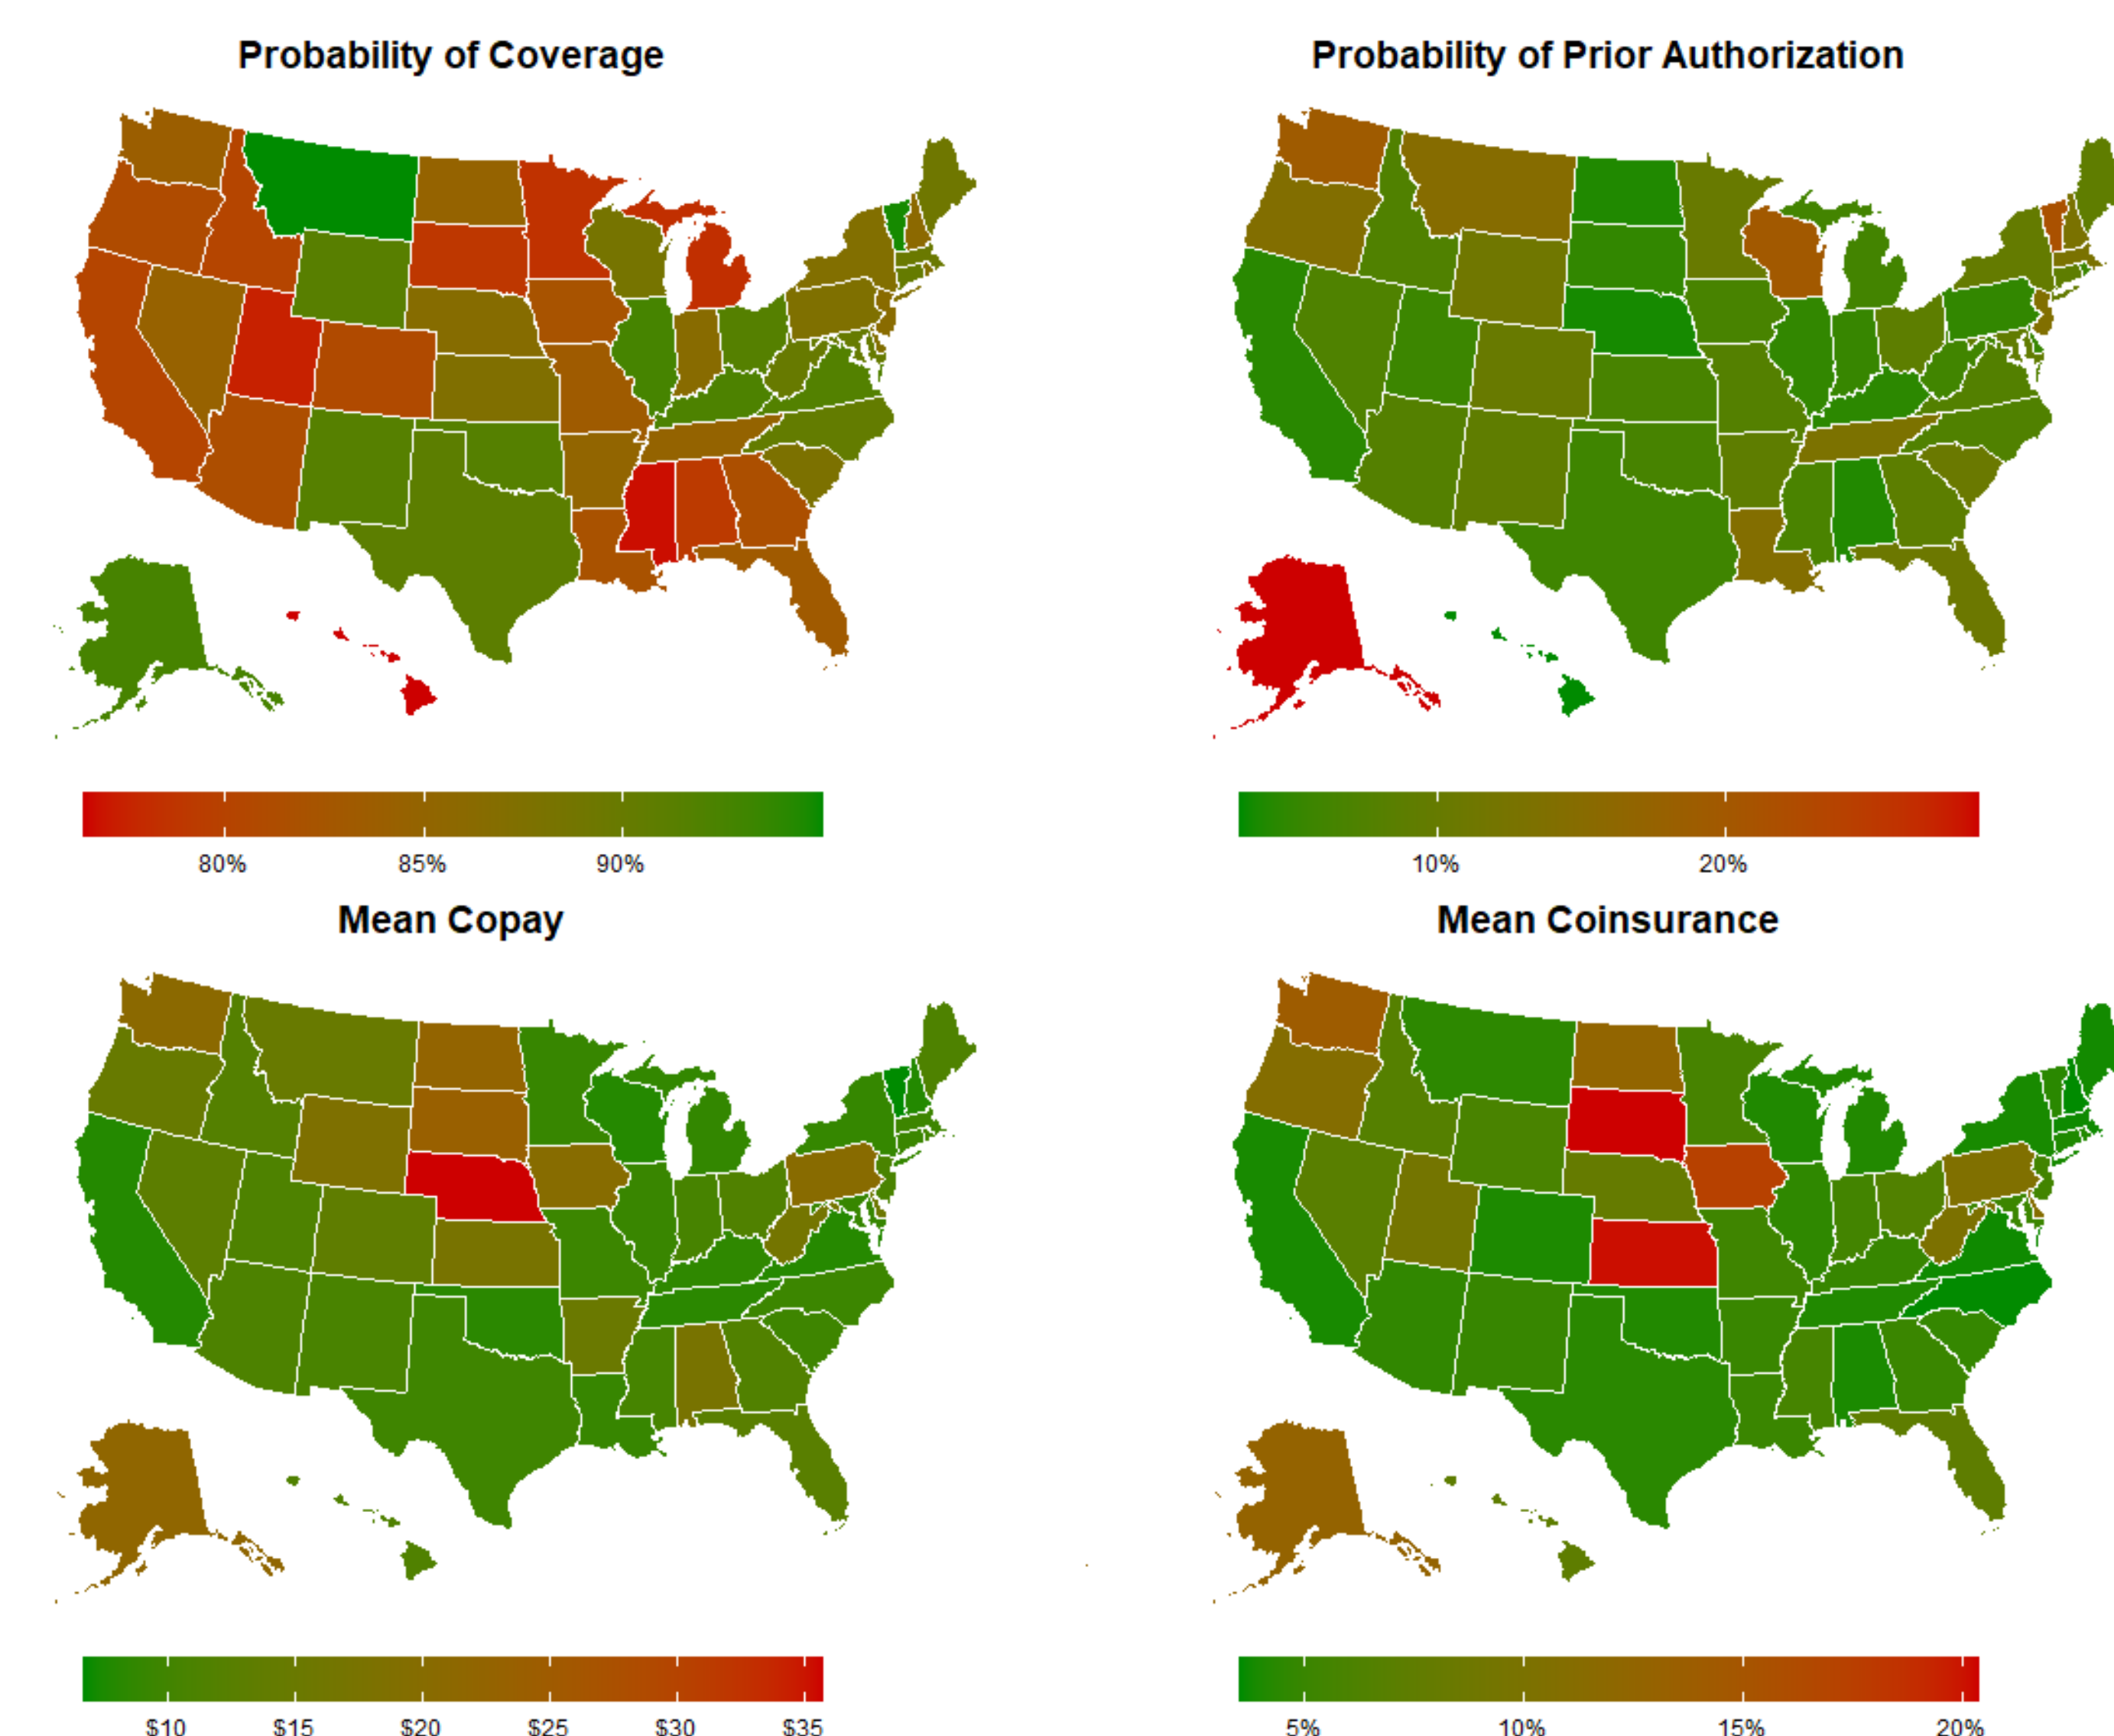 Probability of Coverage
Probability of Prior Authorization
80% 85% 90%
10% 20%
Mean Copay
Mean Coinsurance
$10 $15 $20 $25 $30 $35
5% 10% 15% 20%